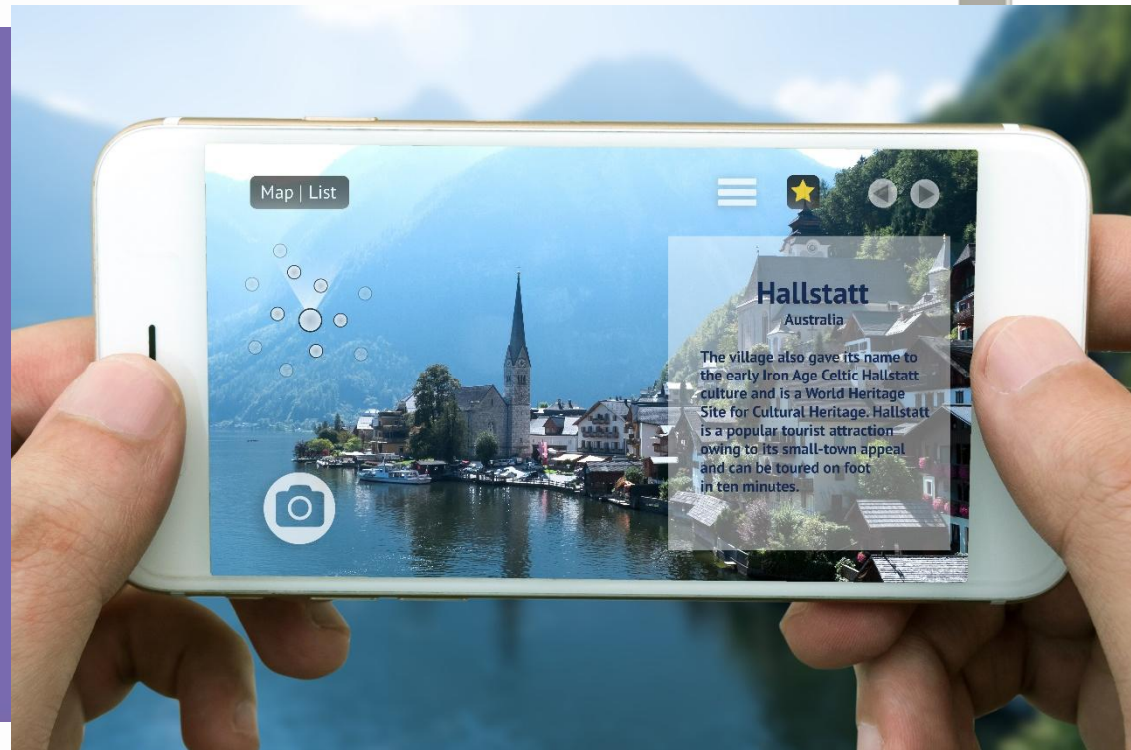 Map | List
Hallstatt
Australia
The village also gave its name to
the early Iron Age Celtic Hallstatt
culture and is a World Heritage
Site for Cultural Heritage. Hallstatt
is a popular tourist attraction
owing to its small-town appeal
and can be toured on foot
in ten minutes.